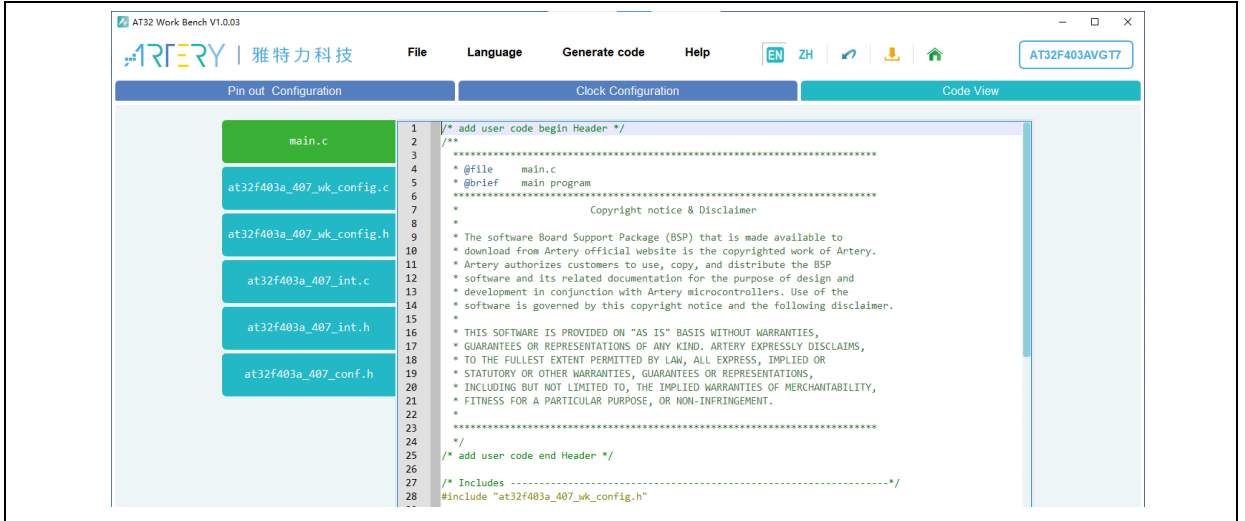 AT32 Work Bench V1.0.03
ARTERY 雅特力科技 File Language Generate code Help EN ZH AT32F403AVGT7
Pin out Configuration Clock Configuration Code View
main.c
at32f403a_407_wk_config.c
at32f403a_407_wk_config.h
at32f403a_407_int.c
at32f403a_407_int.h
at32f403a_407_conf.h
1 /* add user code begin Header */
2 /**
3 **************************************************************************
4 * @file main.c
5 * @brief main program
6 **************************************************************************
7 * Copyright notice & Disclaimer
8 *
9 * The software Board Support Package (BSP) that is made available to
10 * download from Artery official website is the copyrighted work of Artery.
11 * Artery authorizes customers to use, copy, and distribute the BSP
12 * software and its related documentation for the purpose of design and
13 * development in conjunction with Artery microcontrollers. Use of the
14 * software is governed by this copyright notice and the following disclaimer.
15 *
16 * THIS SOFTWARE IS PROVIDED ON "AS IS" BASIS WITHOUT WARRANTIES,
17 * GUARANTEES OR REPRESENTATIONS OF ANY KIND. ARTERY EXPRESSLY DISCLAIMS,
18 * TO THE FULLEST EXTENT PERMITTED BY LAW, ALL EXPRESS, IMPLIED OR
19 * STATUTORY OR OTHER WARRANTIES, GUARANTEES OR REPRESENTATIONS,
20 * INCLUDING BUT NOT LIMITED TO, THE IMPLIED WARRANTIES OF MERCHANTABILITY,
21 * FITNESS FOR A PARTICULAR PURPOSE, OR NON-INFRINGEMENT.
22 *
23 **************************************************************************
24 */
25 /* add user code end Header */
26
27 /* Includes ------------------------------------------------------------------*/
28 #include "at32f403a_407_wk_config.h"